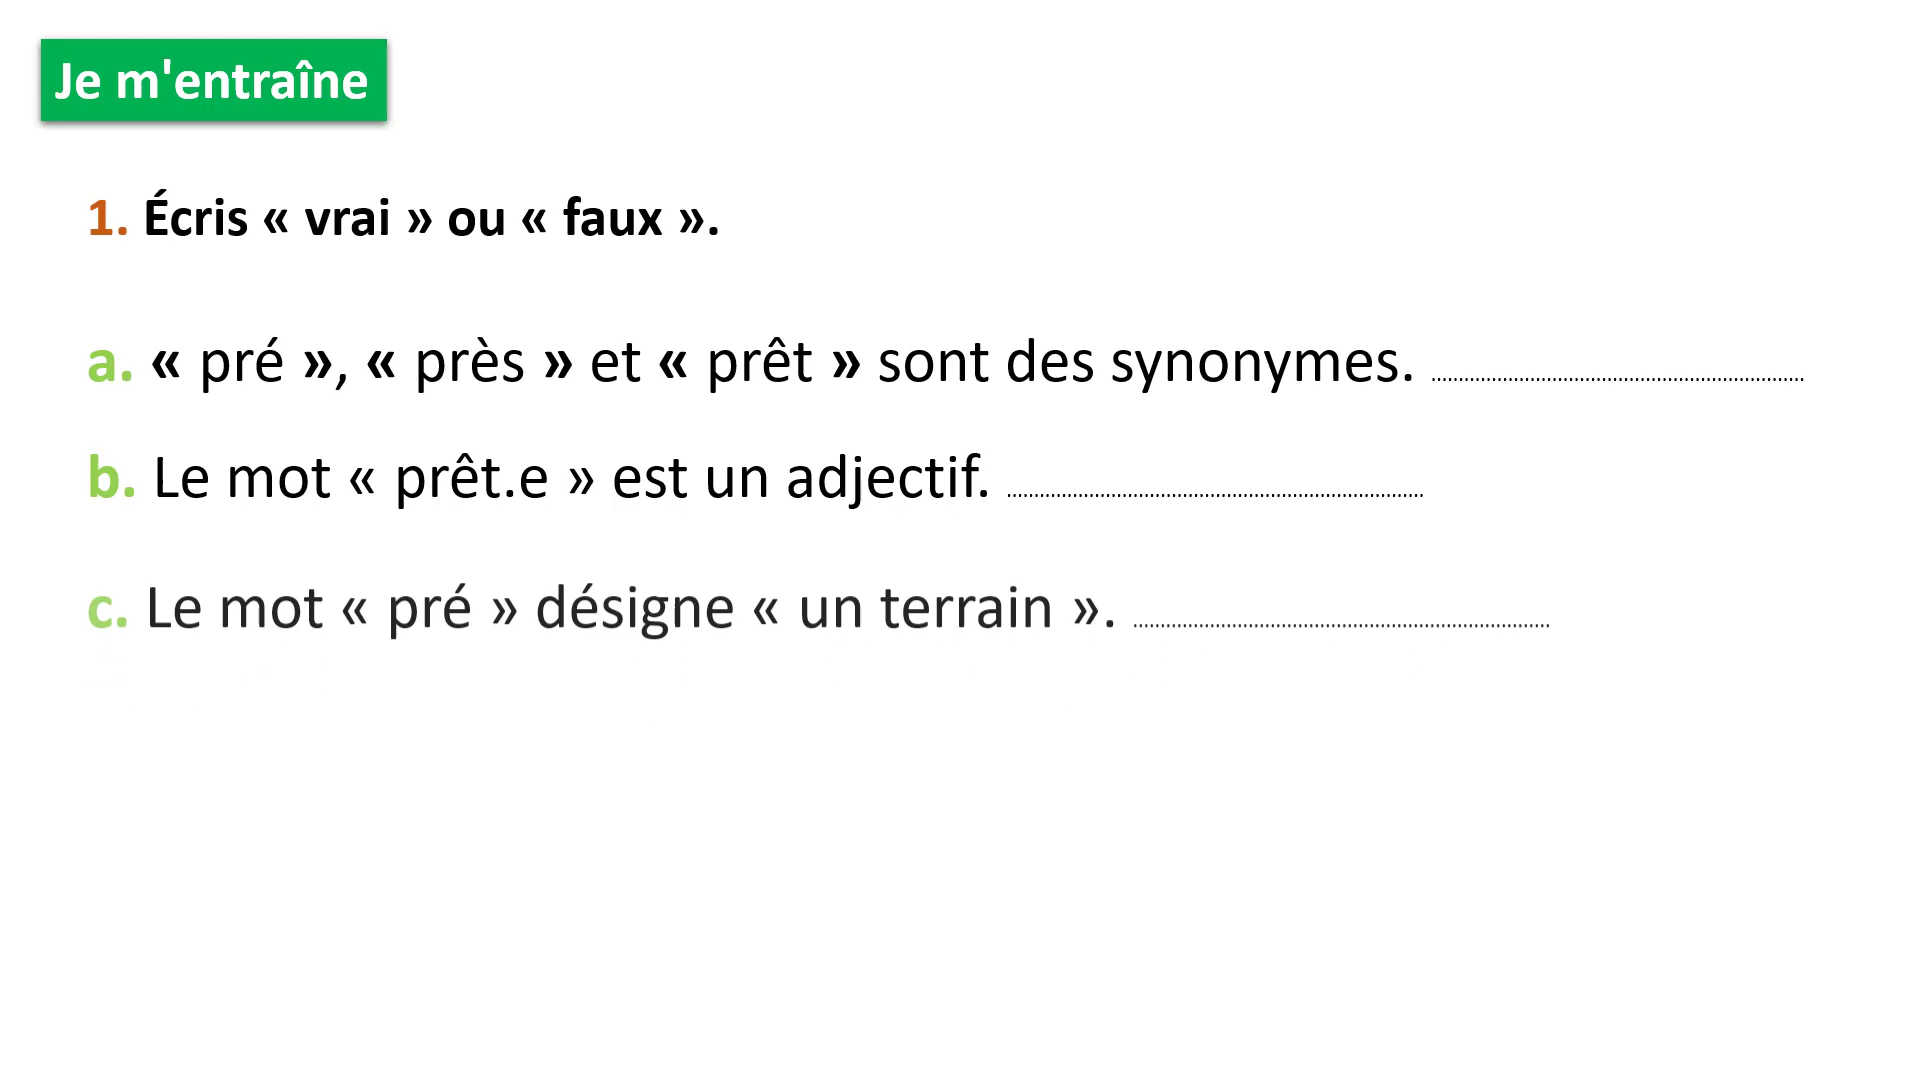 Je m'entraîne
1. Écris « vrai » ou « faux ».
a. « pré », « près » et « prêt » sont des synonymes. ................................................................
b. Le mot « prêt.e » est un adjectif. ................................................................
c. Le mot « pré » désigne « un terrain ». ................................................................